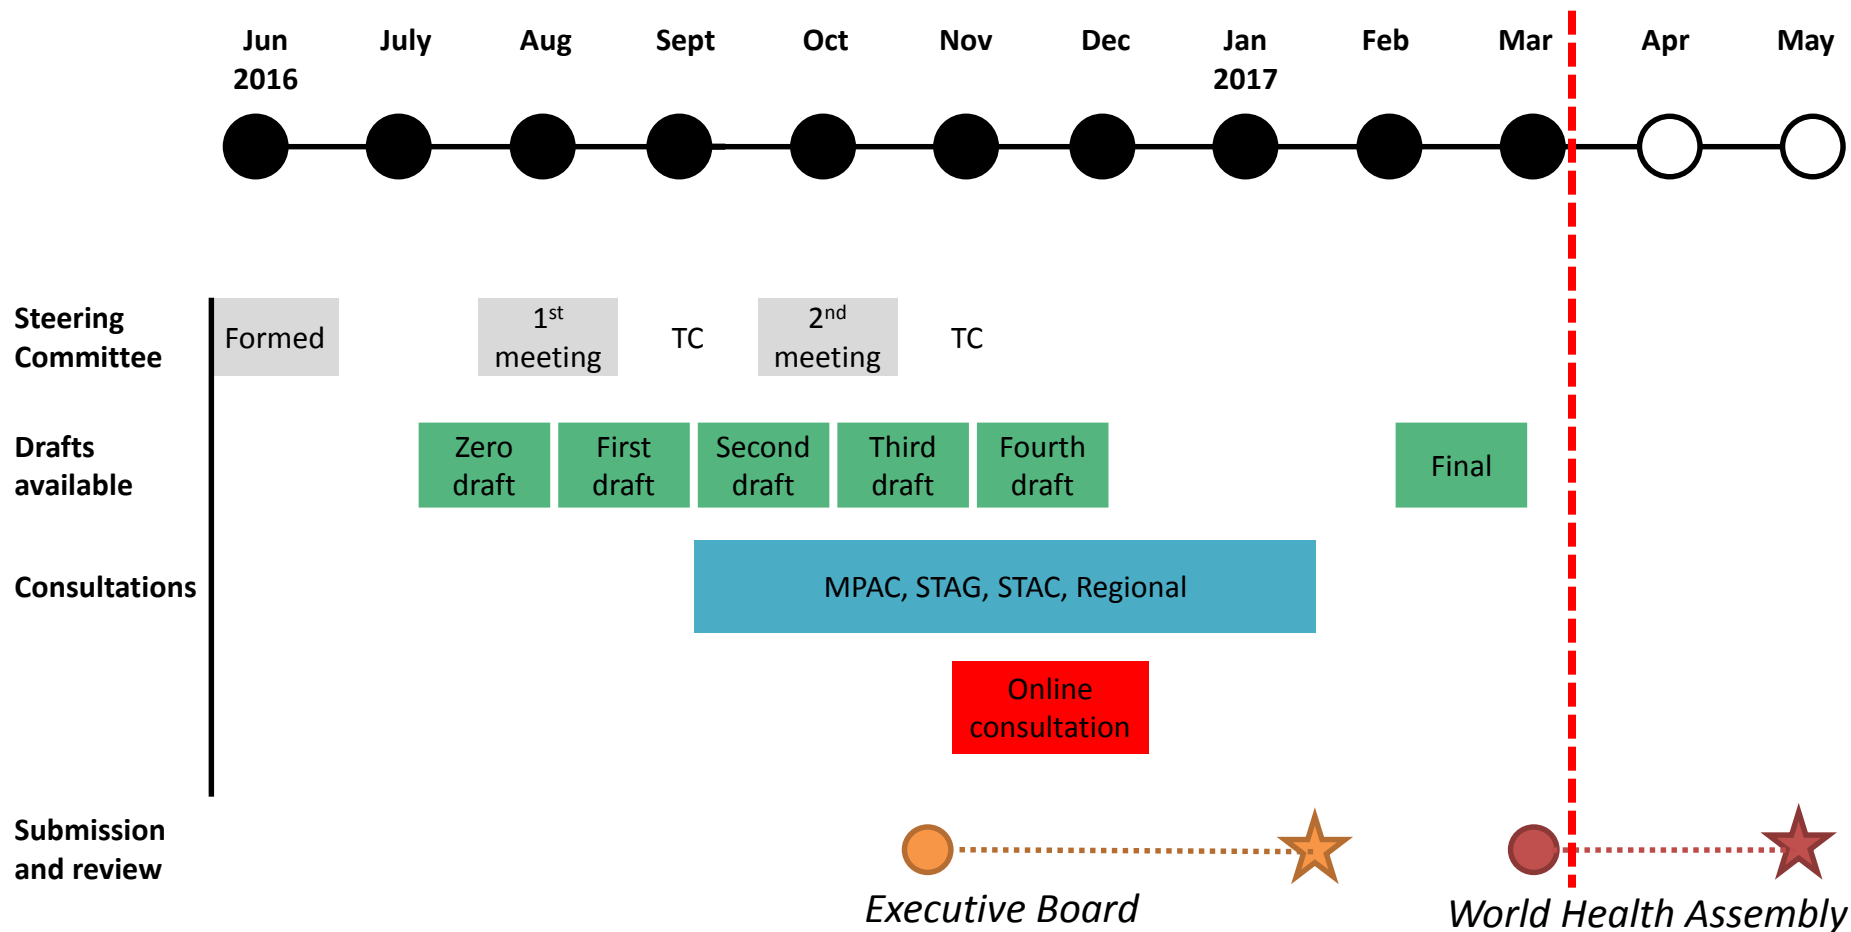 Jun July Aug Sept Oct Nov Dec Jan Feb Mar Apr May
2016 2017
Steering
Committee
Formed
1st
meeting
TC
2nd
meeting
TC
Drafts
available
Zero
draft
First
draft
Second
draft
Third
draft
Fourth
draft
Final
Consultations
MPAC, STAG, STAC, Regional
Online
consultation
Submission
and review
Executive Board
World Health Assembly